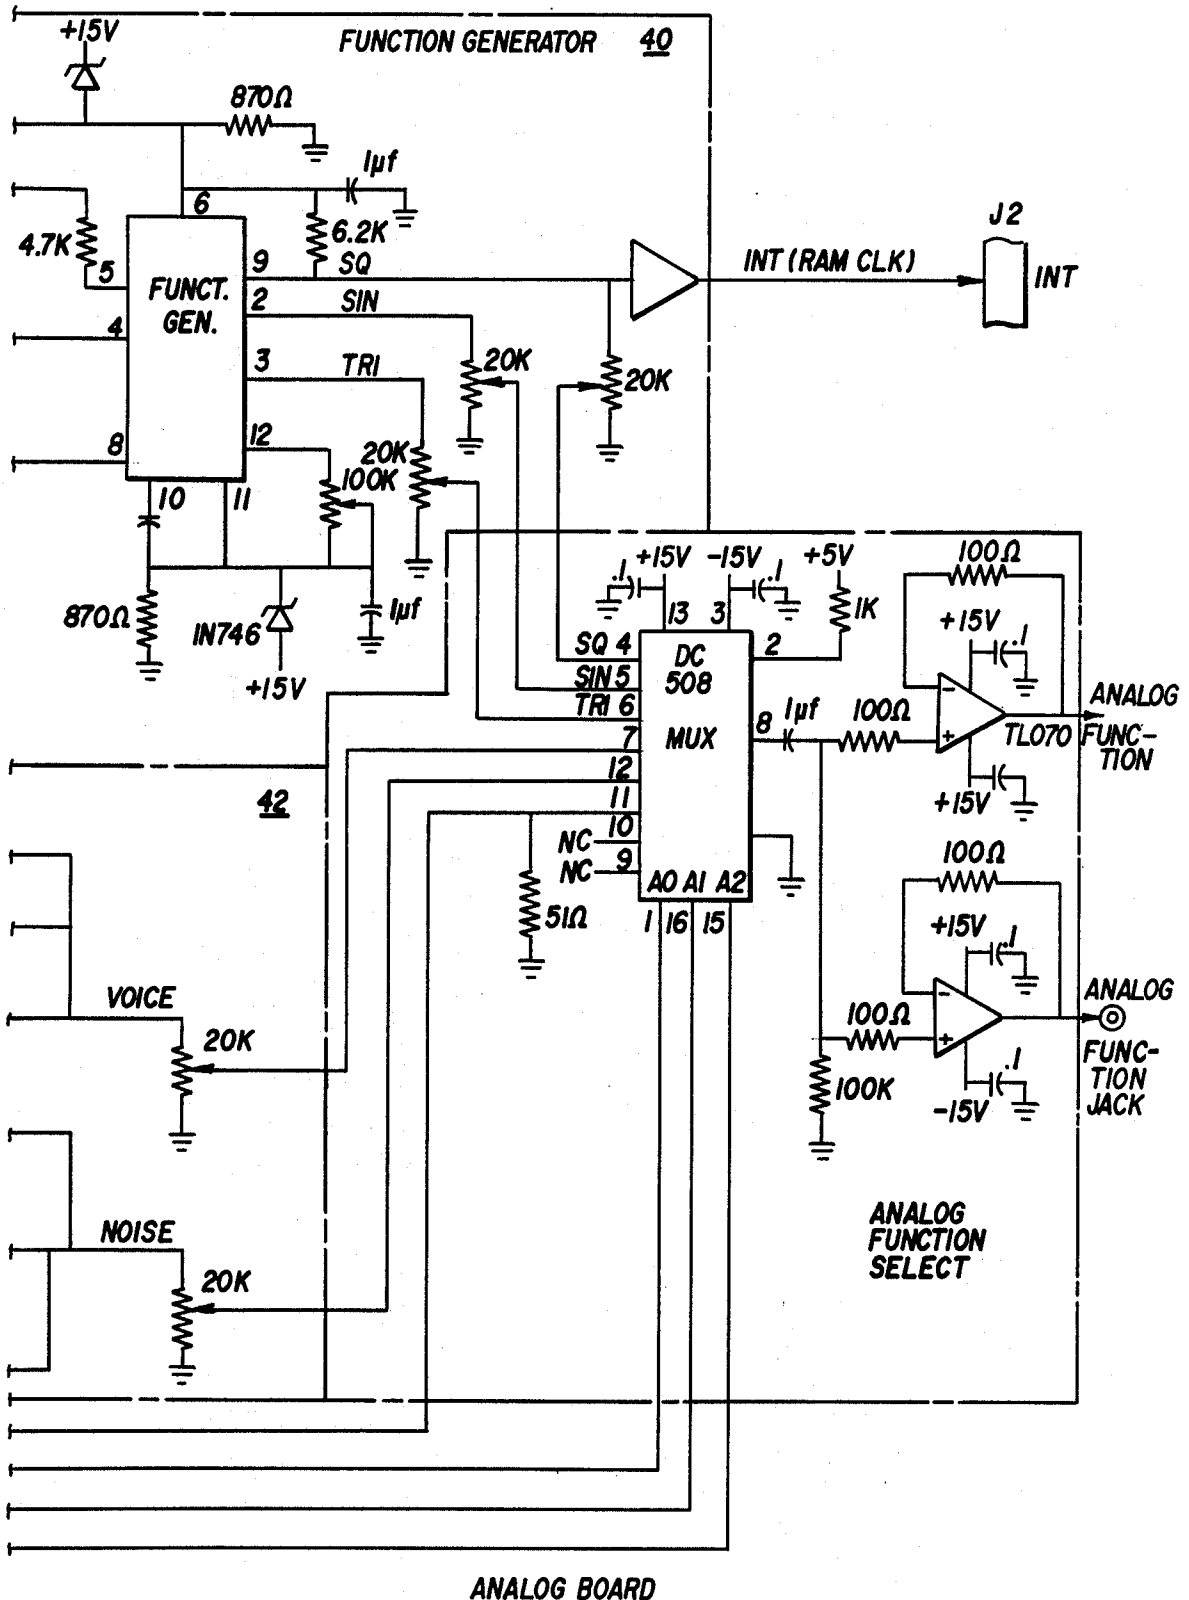 +15V
FUNCTION GENERATOR 40
870Ω
1µf
6
4.7K
6.2K
5
9
SQ
J2
INT (RAM CLK)
INT
FUNCT.
GEN.
2
SIN
4
3
TRI
20K
20K
8
12
20K
100K
10
11
870Ω
IN746
1µf
+15V
.1
+15V
-15V
.1
+5V
100Ω
13
3
1K
+15V
.1
SQ 4
DC
508
MUX
2
SIN 5
TRI 6
7
8
1µf
100Ω
-
+
TL070
ANALOG
FUNC-
TION
+15V
12
42
11
NC 10
NC 9
100Ω
A0 A1 A2
51Ω
1 16 15
+15V
.1
-
+
100Ω
ANALOG
FUNC-
TION
JACK
VOICE
20K
100K
-15V
.1
NOISE
20K
ANALOG
FUNCTION
SELECT
ANALOG BOARD